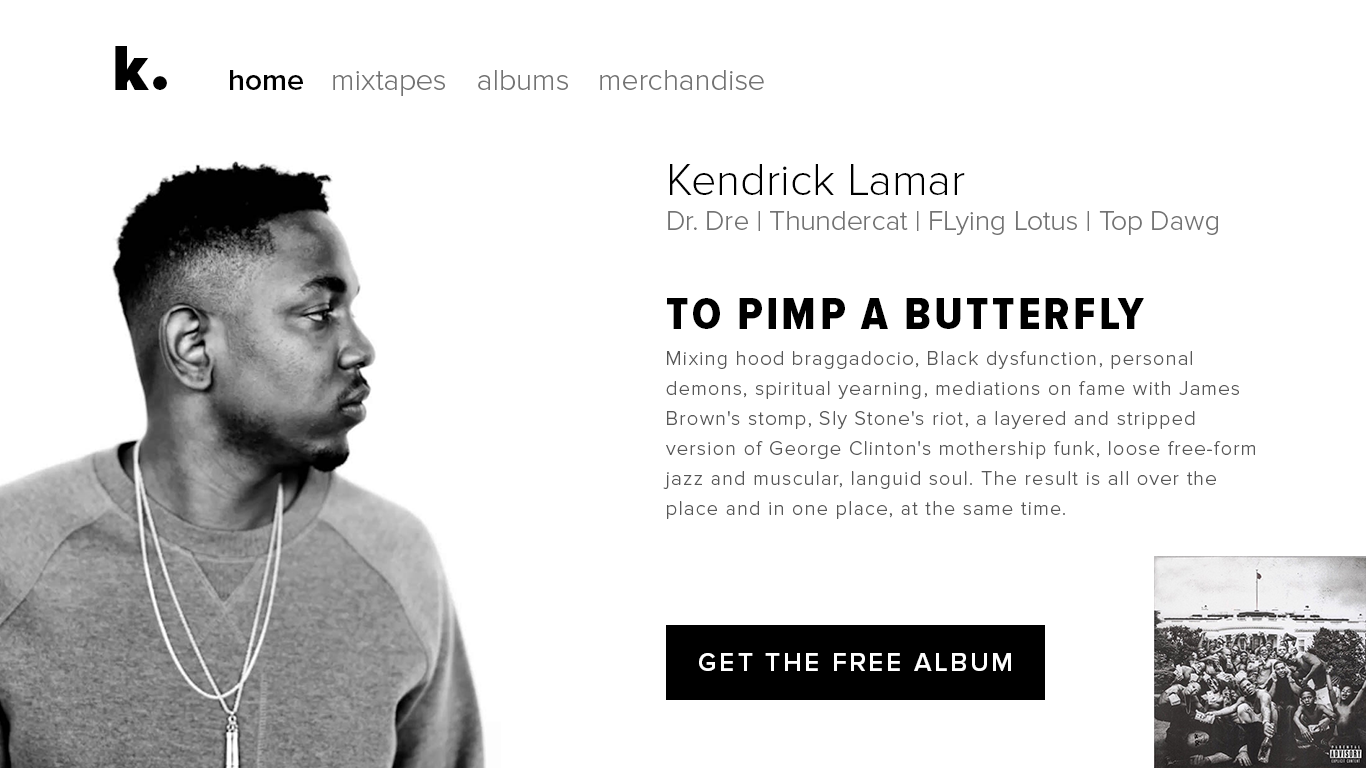 k.
home mixtapes albums merchandise
Kendrick Lamar
Dr. Dre | Thundercat | FLying Lotus | Top Dawg
TO PIMP A BUTTERFLY
Mixing hood braggadocio, Black dysfunction, personal
demons, spiritual yearning, mediations on fame with James
Brown's stomp, Sly Stone's riot, a layered and stripped
version of George Clinton's mothership funk, loose free-form
jazz and muscular, languid soul. The result is all over the
place and in one place, at the same time.
GET THE FREE ALBUM
PARENTAL
ADVISORY
EXPLICIT CONTENT